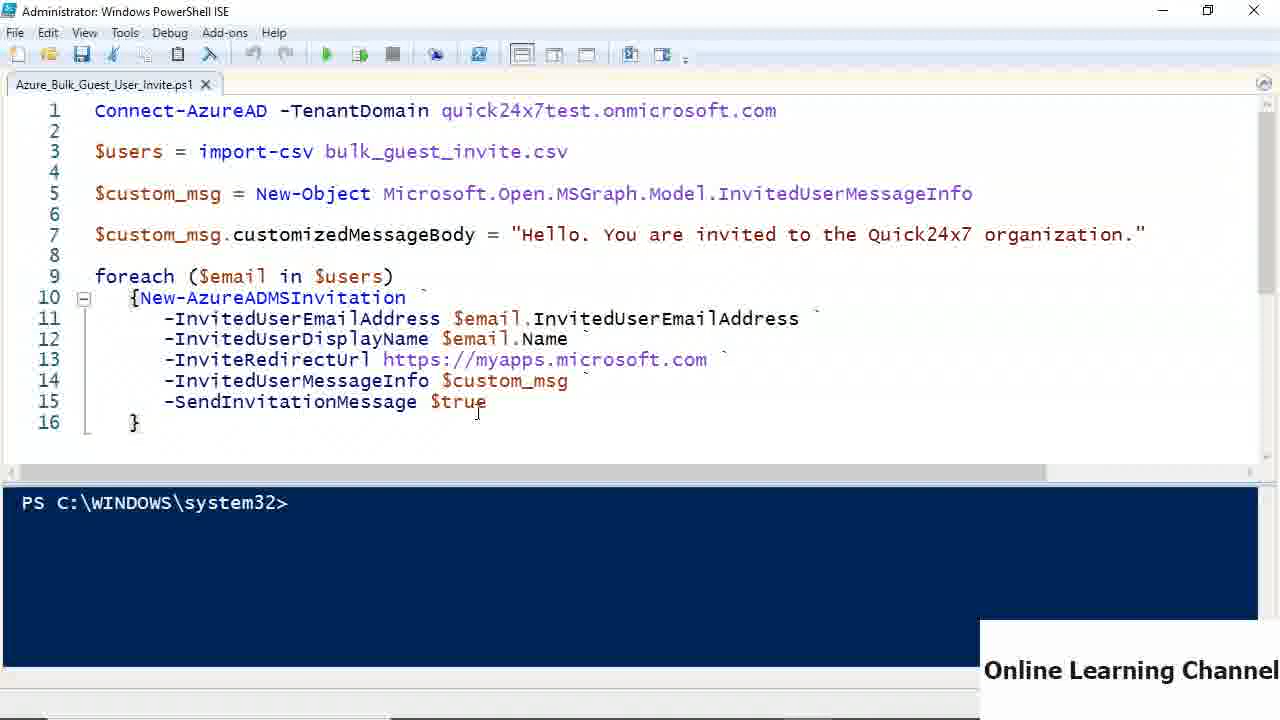 Administrator: Windows PowerShell ISE
File Edit View Tools Debug Add-ons Help
Azure_Bulk_Guest_User_Invite.ps1
1 Connect-AzureAD -TenantDomain quick24x7test.onmicrosoft.com
2
3 $users = import-csv bulk_guest_invite.csv
4
5 $custom_msg = New-Object Microsoft.Open.MSGraph.Model.InvitedUserMessageInfo
6
7 $custom_msg.customizedMessageBody = "Hello. You are invited to the Quick24x7 organization."
8
9 foreach ($email in $users)
10 {New-AzureADMSInvitation `
11 -InvitedUserEmailAddress $email.InvitedUserEmailAddress `
12 -InvitedUserDisplayName $email.Name `
13 -InviteRedirectUrl https://myapps.microsoft.com `
14 -InvitedUserMessageInfo $custom_msg `
15 -SendInvitationMessage $true
16 }
PS C:\WINDOWS\system32>
Online Learning Channel